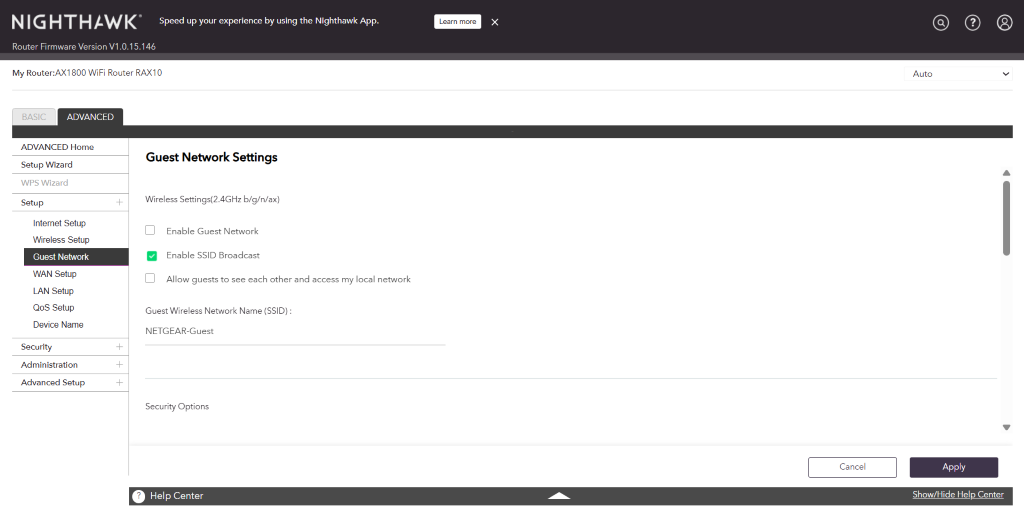 NIGHTHAWK®
Speed up your experience by using the Nighthawk App.
Learn more
Router Firmware Version V1.0.15.146
My Router:AX1800 WiFi Router RAX10
Auto
BASIC
ADVANCED
ADVANCED Home
Setup Wizard
WPS Wizard
Setup
Internet Setup
Wireless Setup
Guest Network
WAN Setup
LAN Setup
QoS Setup
Device Name
Security
Administration
Advanced Setup
Guest Network Settings
Wireless Settings(2.4GHz b/g/n/ax)
Enable Guest Network
Enable SSID Broadcast
Allow guests to see each other and access my local network
Guest Wireless Network Name (SSID) :
NETGEAR-Guest
Security Options
Cancel
Apply
? Help Center
Show/Hide Help Center